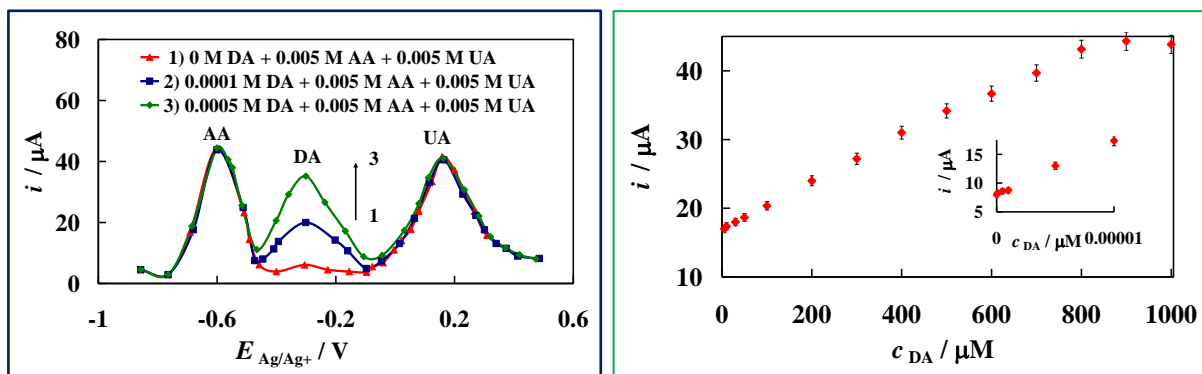 80
60
40
20
0
i / μA
1) 0 M DA + 0.005 M AA + 0.005 M UA
2) 0.0001 M DA + 0.005 M AA + 0.005 M UA
3) 0.0005 M DA + 0.005 M AA + 0.005 M UA
AA
DA
UA
3
1
-1 -0.6 -0.2 0.2 0.6
E Ag/Ag+ / V
40
30
20
10
i / μA
15
10
5
i / μA
0 0.00001
c DA / μM
0 200 400 600 800 1000
c DA / μM